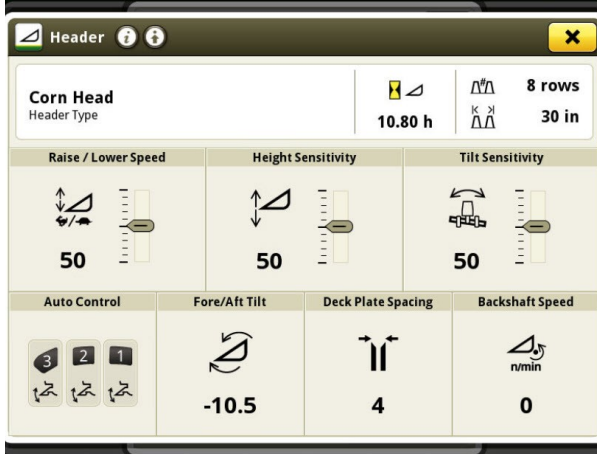 Header
Corn Head
Header Type
10.80 h
# 8 rows
30 in
Raise / Lower Speed
Height Sensitivity
Tilt Sensitivity
50
50
50
Auto Control
Fore/Aft Tilt
Deck Plate Spacing
Backshaft Speed
3 2 1
n/min
-10.5
4
0